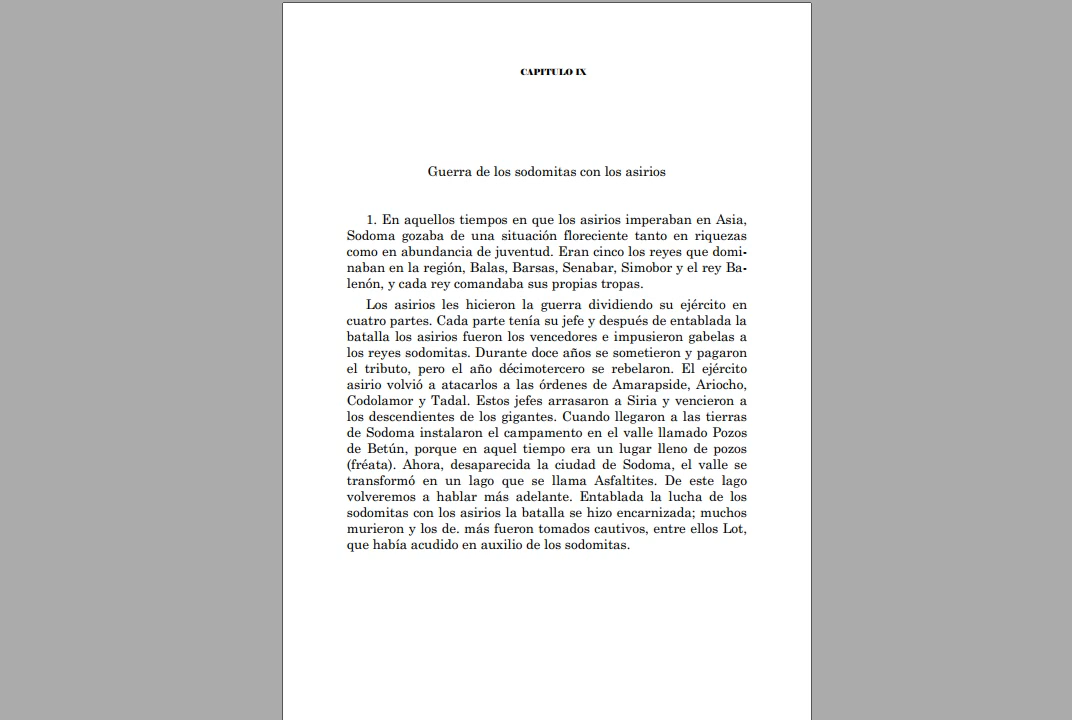 CAPITULO IX
Guerra de los sodomitas con los asirios
1. En aquellos tiempos en que los asirios imperaban en Asia,
Sodoma gozaba de una situación floreciente tanto en riquezas
como en abundancia de juventud. Eran cinco los reyes que domi-
naban en la región, Balas, Barsas, Senabar, Simobor y el rey Ba-
lenón, y cada rey comandaba sus propias tropas.
Los asirios les hicieron la guerra dividiendo su ejército en
cuatro partes. Cada parte tenía su jefe y después de entablada la
batalla los asirios fueron los vencedores e impusieron gabelas a
los reyes sodomitas. Durante doce años se sometieron y pagaron
el tributo, pero el año décimotercero se rebelaron. El ejército
asirio volvió a atacarlos a las órdenes de Amarapside, Ariocho,
Codolamor y Tadal. Estos jefes arrasaron a Siria y vencieron a
los descendientes de los gigantes. Cuando llegaron a las tierras
de Sodoma instalaron el campamento en el valle llamado Pozos
de Betún, porque en aquel tiempo era un lugar lleno de pozos
(fréata). Ahora, desaparecida la ciudad de Sodoma, el valle se
transformó en un lago que se llama Asfaltites. De este lago
volveremos a hablar más adelante. Entablada la lucha de los
sodomitas con los asirios la batalla se hizo encarnizada; muchos
murieron y los de. más fueron tomados cautivos, entre ellos Lot,
que había acudido en auxilio de los sodomitas.